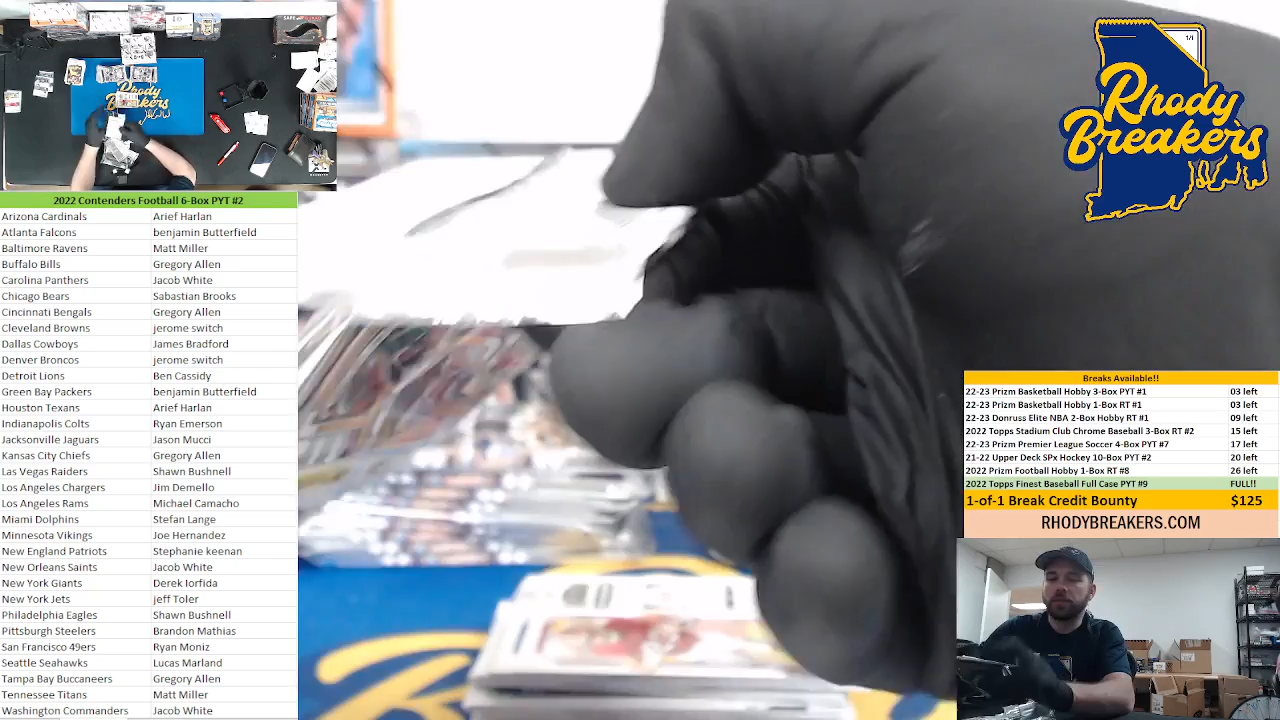 1/1
Rhody
Breakers
Rhody
Breakers
2022 Contenders Football 6-Box PYT #2
Arizona Cardinals Arief Harlan
Atlanta Falcons benjamin Butterfield
Baltimore Ravens Matt Miller
Buffalo Bills Gregory Allen
Carolina Panthers Jacob White
Chicago Bears Sabastian Brooks
Cincinnati Bengals Gregory Allen
Cleveland Browns jerome switch
Dallas Cowboys James Bradford
Denver Broncos jerome switch
Detroit Lions Ben Cassidy
Green Bay Packers benjamin Butterfield
Houston Texans Arief Harlan
Indianapolis Colts Ryan Emerson
Jacksonville Jaguars Jason Mucci
Kansas City Chiefs Gregory Allen
Las Vegas Raiders Shawn Bushnell
Los Angeles Chargers Jim Demello
Los Angeles Rams Michael Camacho
Miami Dolphins Stefan Lange
Minnesota Vikings Joe Hernandez
New England Patriots Stephanie keenan
New Orleans Saints Jacob White
New York Giants Derek Iorfida
New York Jets jeff Toler
Philadelphia Eagles Shawn Bushnell
Pittsburgh Steelers Brandon Mathias
San Francisco 49ers Ryan Moniz
Seattle Seahawks Lucas Marland
Tampa Bay Buccaneers Gregory Allen
Tennessee Titans Matt Miller
Washington Commanders Jacob White
Breaks Available!!
22-23 Prizm Basketball Hobby 3-Box PYT #1 03 left
22-23 Prizm Basketball Hobby 1-Box RT #1 03 left
22-23 Donruss Elite NBA 2-Box Hobby RT #1 09 left
2022 Topps Stadium Club Chrome Baseball 3-Box RT #2 15 left
22-23 Prizm Premier League Soccer 4-Box PYT #7 17 left
21-22 Upper Deck SPx Hockey 10-Box PYT #2 20 left
2022 Prizm Football Hobby 1-Box RT #8 26 left
2022 Topps Finest Baseball Full Case PYT #9 FULL!!
1-of-1 Break Credit Bounty $125
RHODYBREAKERS.COM